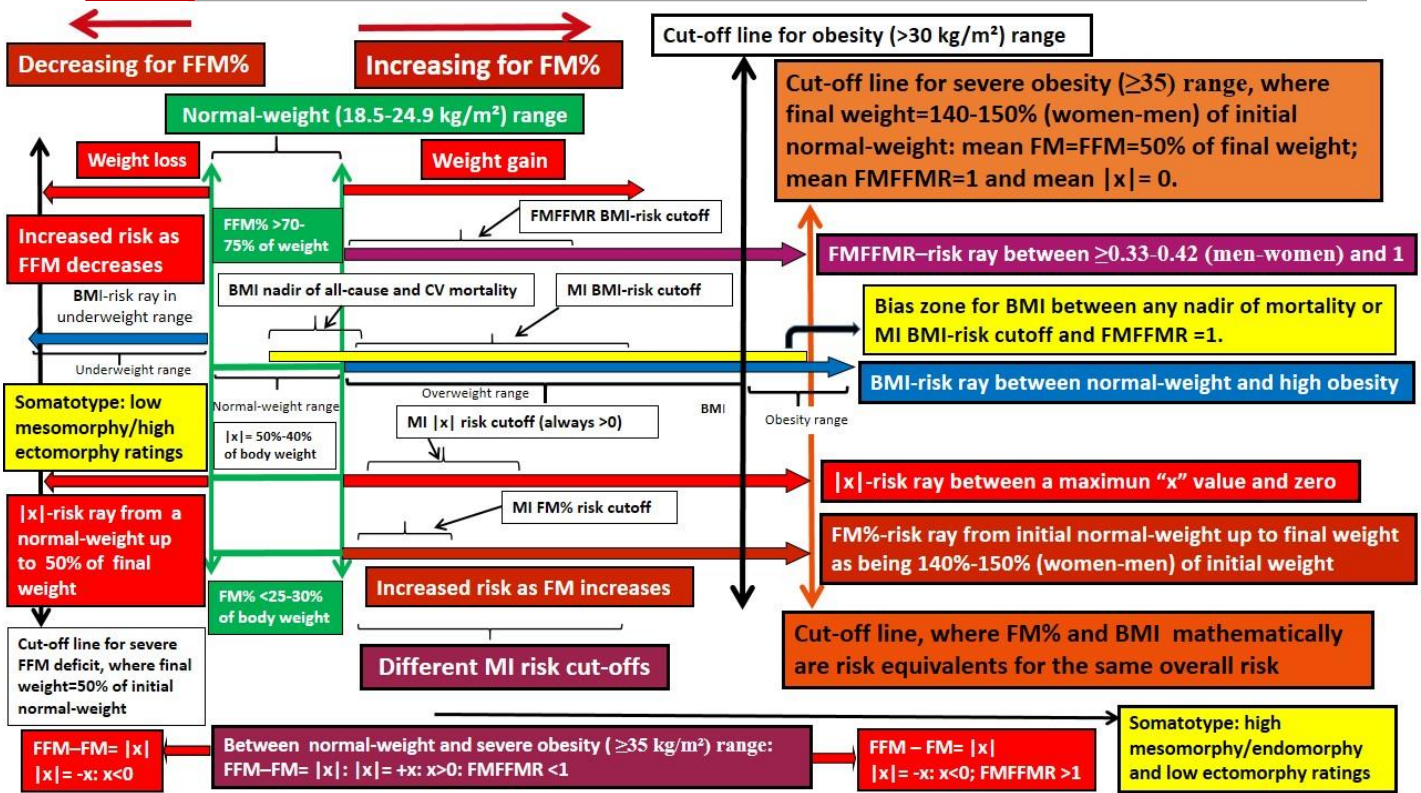 Decreasing for FFM%
Increasing for FM%
Cut-off line for obesity (>30 kg/m²) range
Cut-off line for severe obesity (≥35) range, where
final weight=140-150% (women-men) of initial
normal-weight: mean FM=FFM=50% of final weight;
mean FMFFMR=1 and mean |x|= 0.
Normal-weight (18.5-24.9 kg/m²) range
Weight loss
Weight gain
FMFFMR BMI-risk cutoff
FFM% >70-
75% of weight
Increased risk as
FFM decreases
FMFFMR–risk ray between ≥0.33-0.42 (men-women) and 1
BMI-risk ray in
underweight range
BMI nadir of all-cause and CV mortality
MI BMI-risk cutoff
Bias zone for BMI between any nadir of mortality or
MI BMI-risk cutoff and FMFFMR =1.
Underweight range
BMI-risk ray between normal-weight and high obesity
Overweight range
Normal-weight range
BMI
Obesity range
Somatotype: low
mesomorphy/high
ectomorphy ratings
MI |x| risk cutoff (always >0)
|x|= 50%-40%
of body weight
|x|-risk ray between a maximun “x” value and zero
|x|-risk ray from a
normal-weight up
to 50% of final
weight
MI FM% risk cutoff
FM%-risk ray from initial normal-weight up to final weight
as being 140%-150% (women-men) of initial weight
FM% <25-30%
of body weight
Increased risk as FM increases
Cut-off line for severe
FFM deficit, where final
weight=50% of initial
normal-weight
Different MI risk cut-offs
Cut-off line, where FM% and BMI mathematically
are risk equivalents for the same overall risk
FFM–FM= |x|
|x|= -x: x<0
Between normal-weight and severe obesity ( ≥35 kg/m²) range:
FFM–FM= |x|: |x|= +x: x>0: FMFFMR <1
FFM – FM= |x|
|x|= -x: x<0; FMFFMR >1
Somatotype: high
mesomorphy/endomorphy
and low ectomorphy ratings